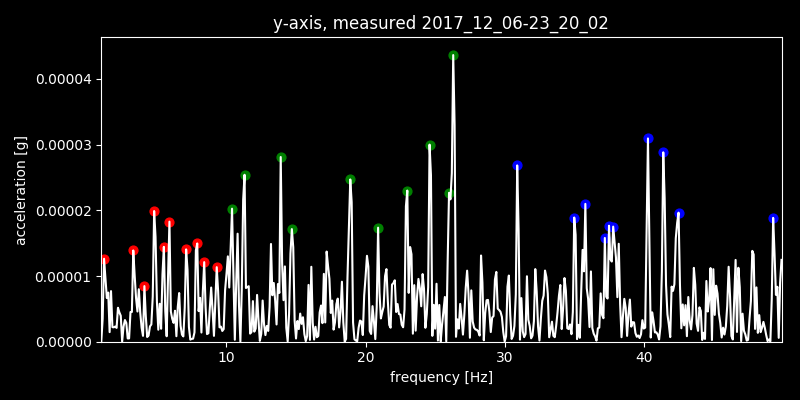 y-axis, measured 2017_12_06-23_20_02
0.00004
0.00003
0.00002
0.00001
0.00000
acceleration [g]
10 20 30 40
frequency [Hz]